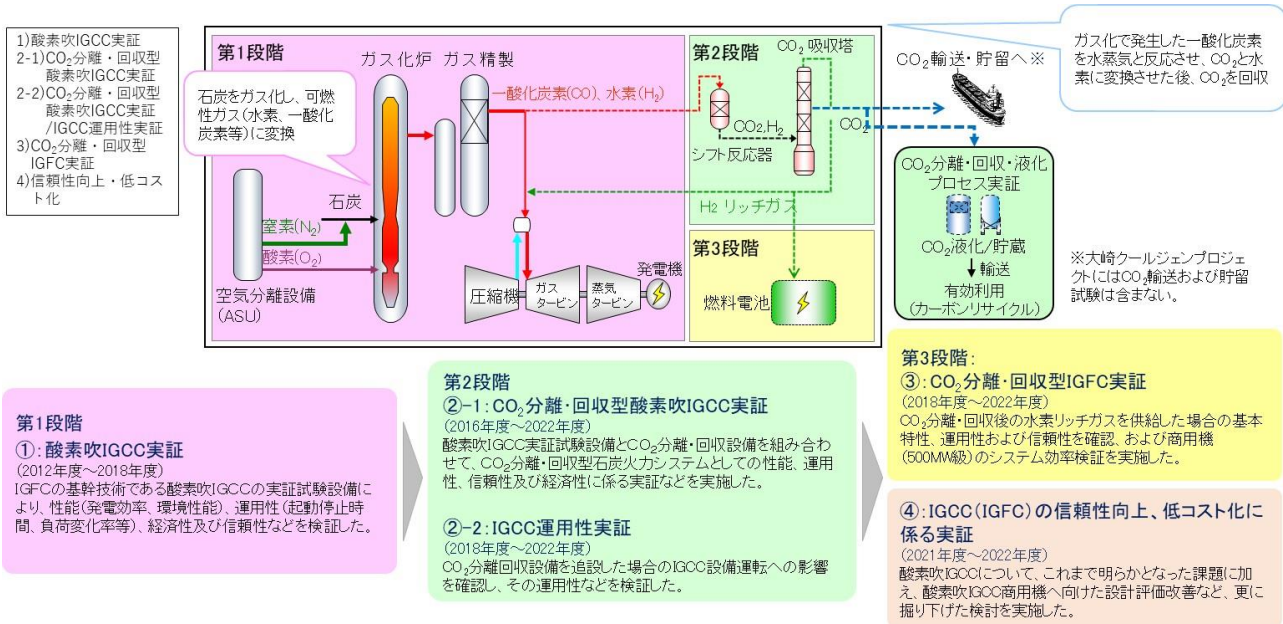 1)酸素吹IGCC実証
2-1)CO₂分離・回収型
酸素吹IGCC実証
2-2)CO₂分離・回収型
酸素吹IGCC実証
/IGCC運用性実証
3)CO₂分離・回収型
IGFC実証
4)信頼性向上・低コス
ト化
第1段階
ガス化炉
ガス精製
石炭をガス化し、可燃
性ガス(水素、一酸化
炭素等)に変換
石炭
窒素(N₂)
酸素(O₂)
空気分離設備
(ASU)
一酸化炭素(CO)、水素(H₂)
圧縮機
ガス
タービン
蒸気
タービン
発電機
第2段階
CO₂吸収塔
CO₂,H₂
シフト反応器
CO₂
H2 リッチガス
第3段階
燃料電池
CO₂輸送・貯留へ※
ガス化で発生した一酸化炭素
を水蒸気と反応させ、CO₂と水
素に変換させた後、CO₂を回収
CO₂分離・回収・液化
プロセス実証
CO₂液化/貯蔵
輸送
有効利用
(カーボンリサイクル)
※大崎クールジェンプロジェ
クトにはCO₂輸送および貯留
試験は含まない。
第1段階
①:酸素吹IGCC実証
(2012年度~2018年度)
IGFCの基幹技術である酸素吹IGCCの実証試験設備に
より、性能(発電効率、環境性能)、運用性(起動停止時
間、負荷変化率等)、経済性及び信頼性などを検証した。
第2段階
②-1:CO₂分離・回収型酸素吹IGCC実証
(2016年度~2022年度)
酸素吹IGCC実証試験設備とCO₂分離・回収設備を組み合わ
せて、CO₂分離・回収型石炭火力システムとしての性能、運用
性、信頼性及び経済性に係る実証などを実施した。
②-2:IGCC運用性実証
(2018年度~2022年度)
CO₂分離回収設備を追設した場合のIGCC設備運転への影響
を確認し、その運用性などを検証した。
第3段階:
③:CO₂分離・回収型IGFC実証
(2018年度~2022年度)
CO₂分離・回収後の水素リッチガスを供給した場合の基本
特性、運用性および信頼性を確認、および商用機
(500MW級)のシステム効率検証を実施した。
④:IGCC(IGFC)の信頼性向上、低コスト化に
係る実証
(2021年度~2022年度)
酸素吹IGCCについて、これまで明らかとなった課題に加
え、酸素吹IGCC商用機へ向けた設計評価改善など、更に
掘り下げた検討を実施した。